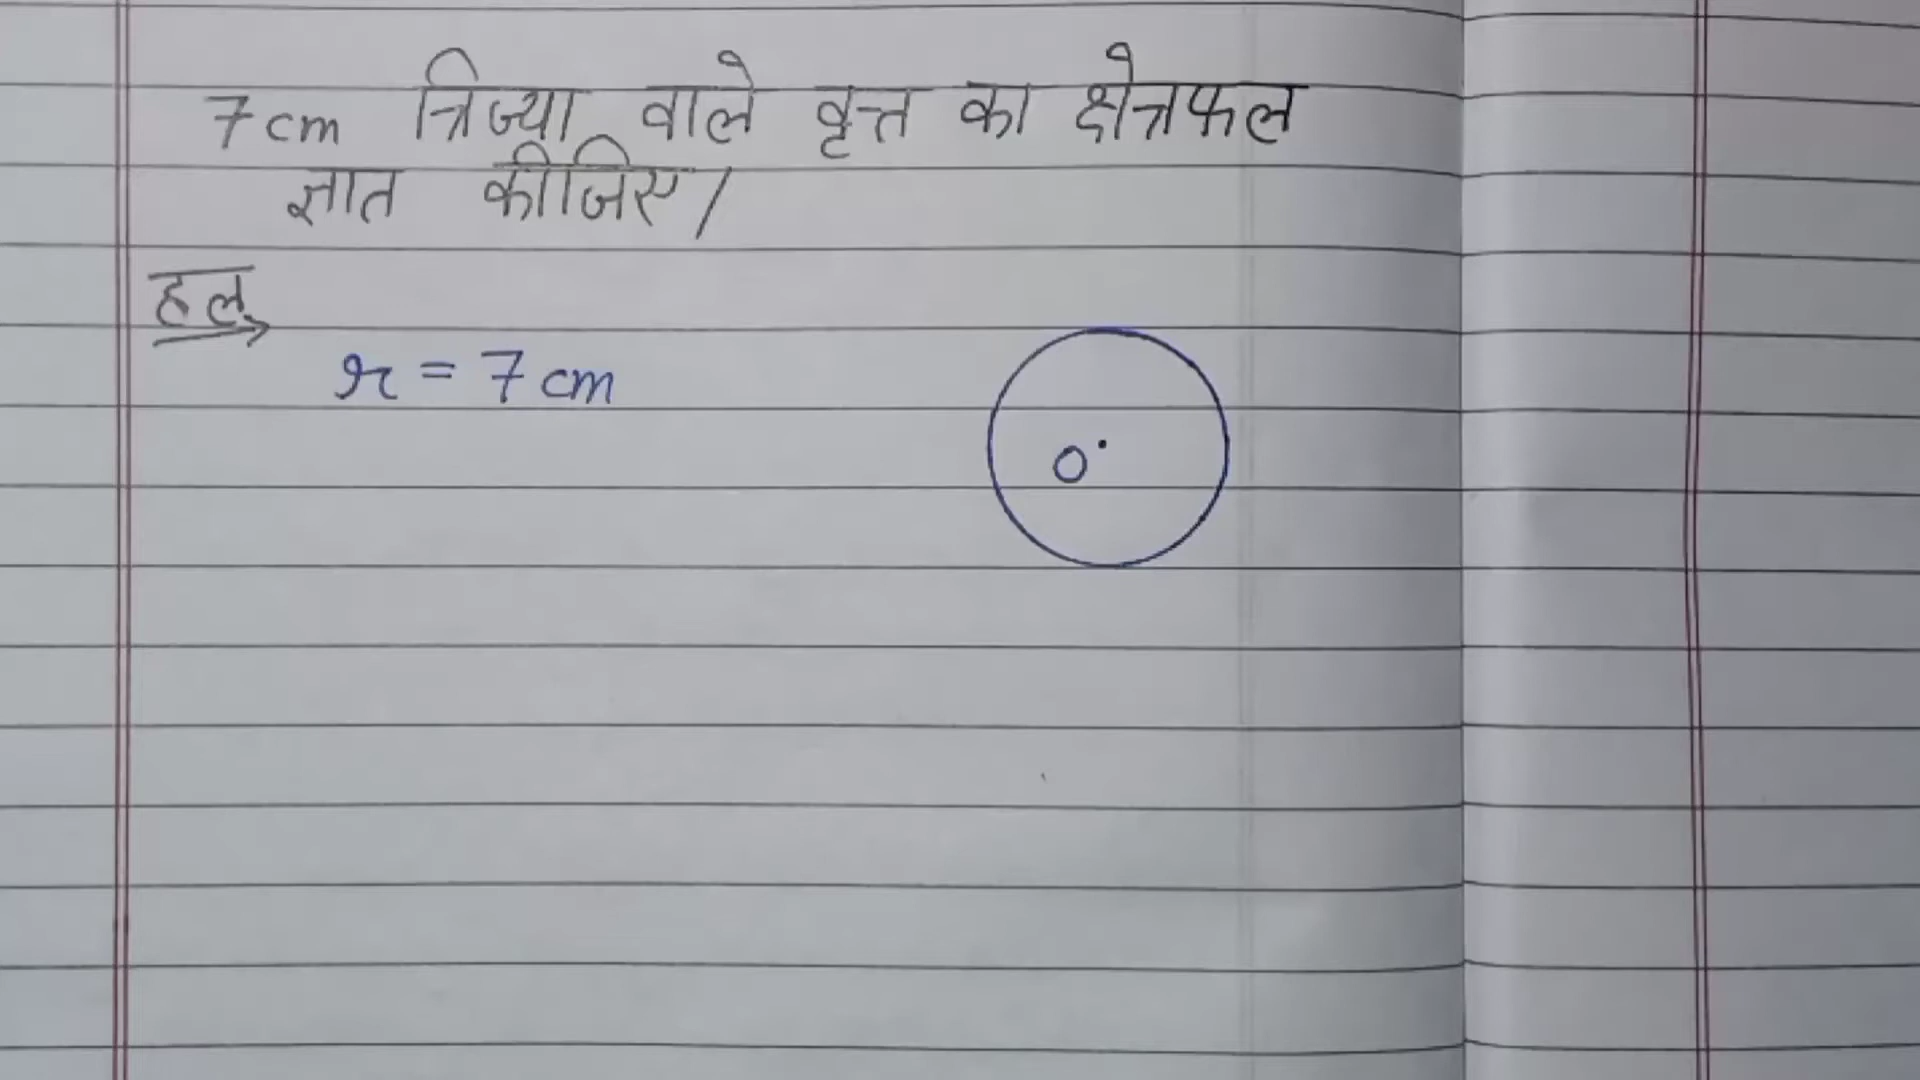 7 cm त्रिज्या वाले वृत्त का क्षेत्रफल
ज्ञात कीजिए।
हल
r = 7 cm
O